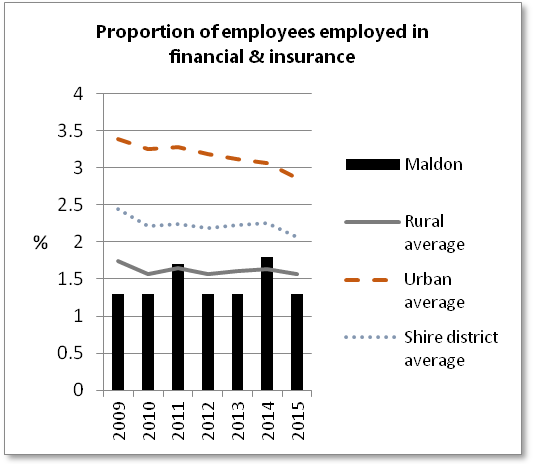 Proportion of employees employed in
financial & insurance
4
3.5
3
2.5
2
1.5
1
0.5
0
%
2009
2010
2011
2012
2013
2014
2015
Maldon
Rural
average
Urban
average
Shire district
average